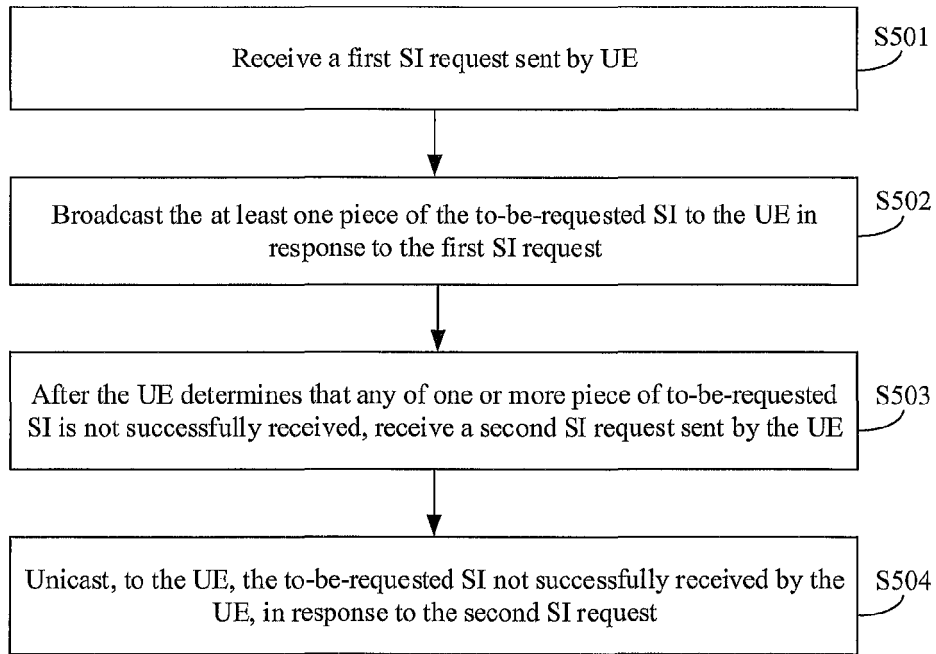 Receive a first SI request sent by UE
S501
Broadcast the at least one piece of the to-be-requested SI to the UE in
response to the first SI request
S502
After the UE determines that any of one or more piece of to-be-requested
SI is not successfully received, receive a second SI request sent by the UE
S503
Unicast, to the UE, the to-be-requested SI not successfully received by the
UE, in response to the second SI request
S504